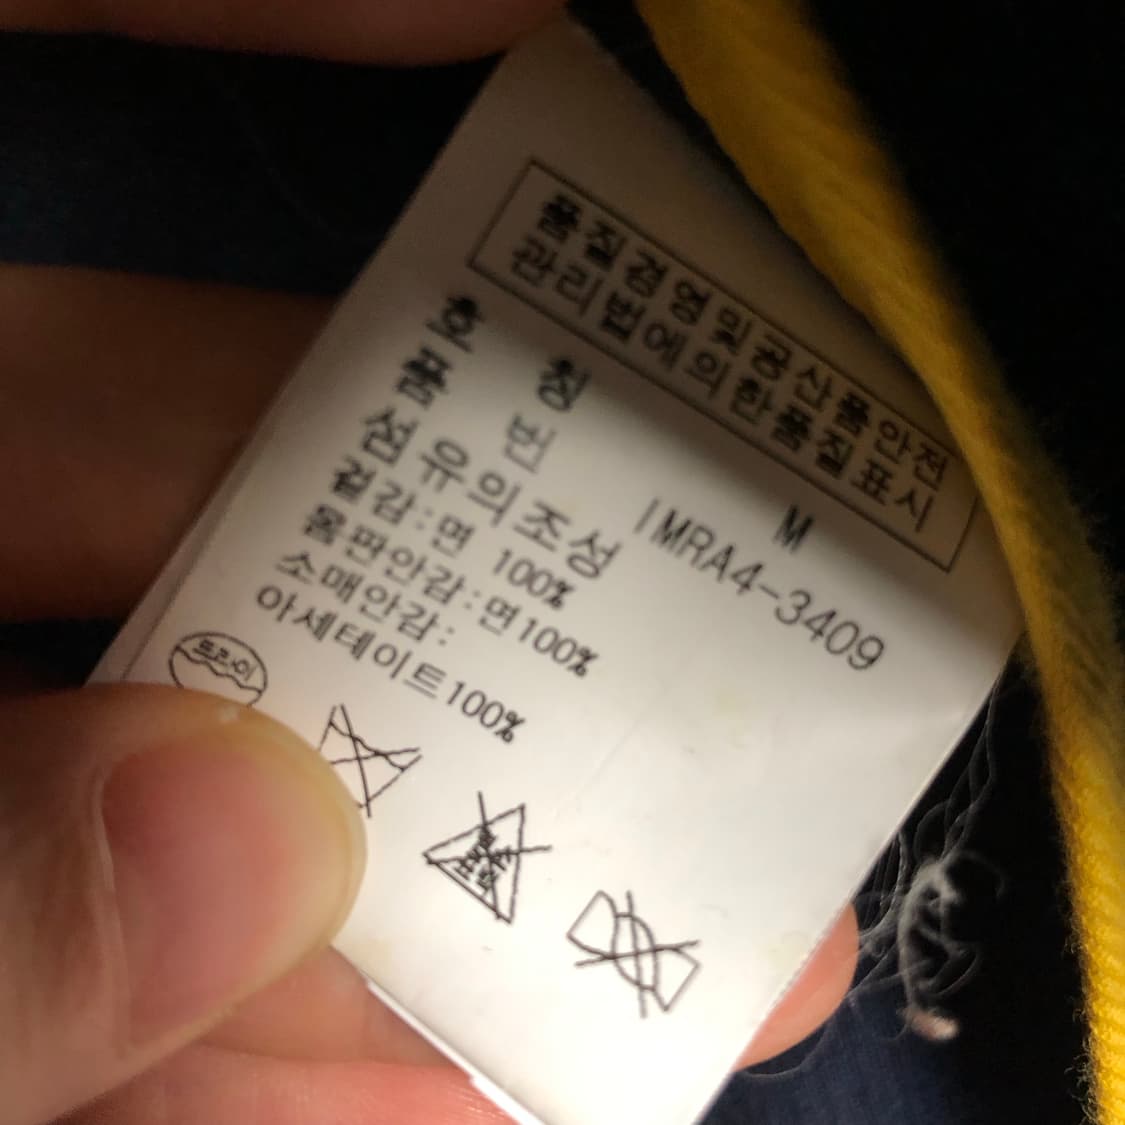 품질경영및공산품안전
관리법에의한품질표시
호 칭 M
품 번 IMRA4-3409
섬유의조성
겉감:면 100%
몸판안감:면100%
소매안감:
아세테이트100%
드라이